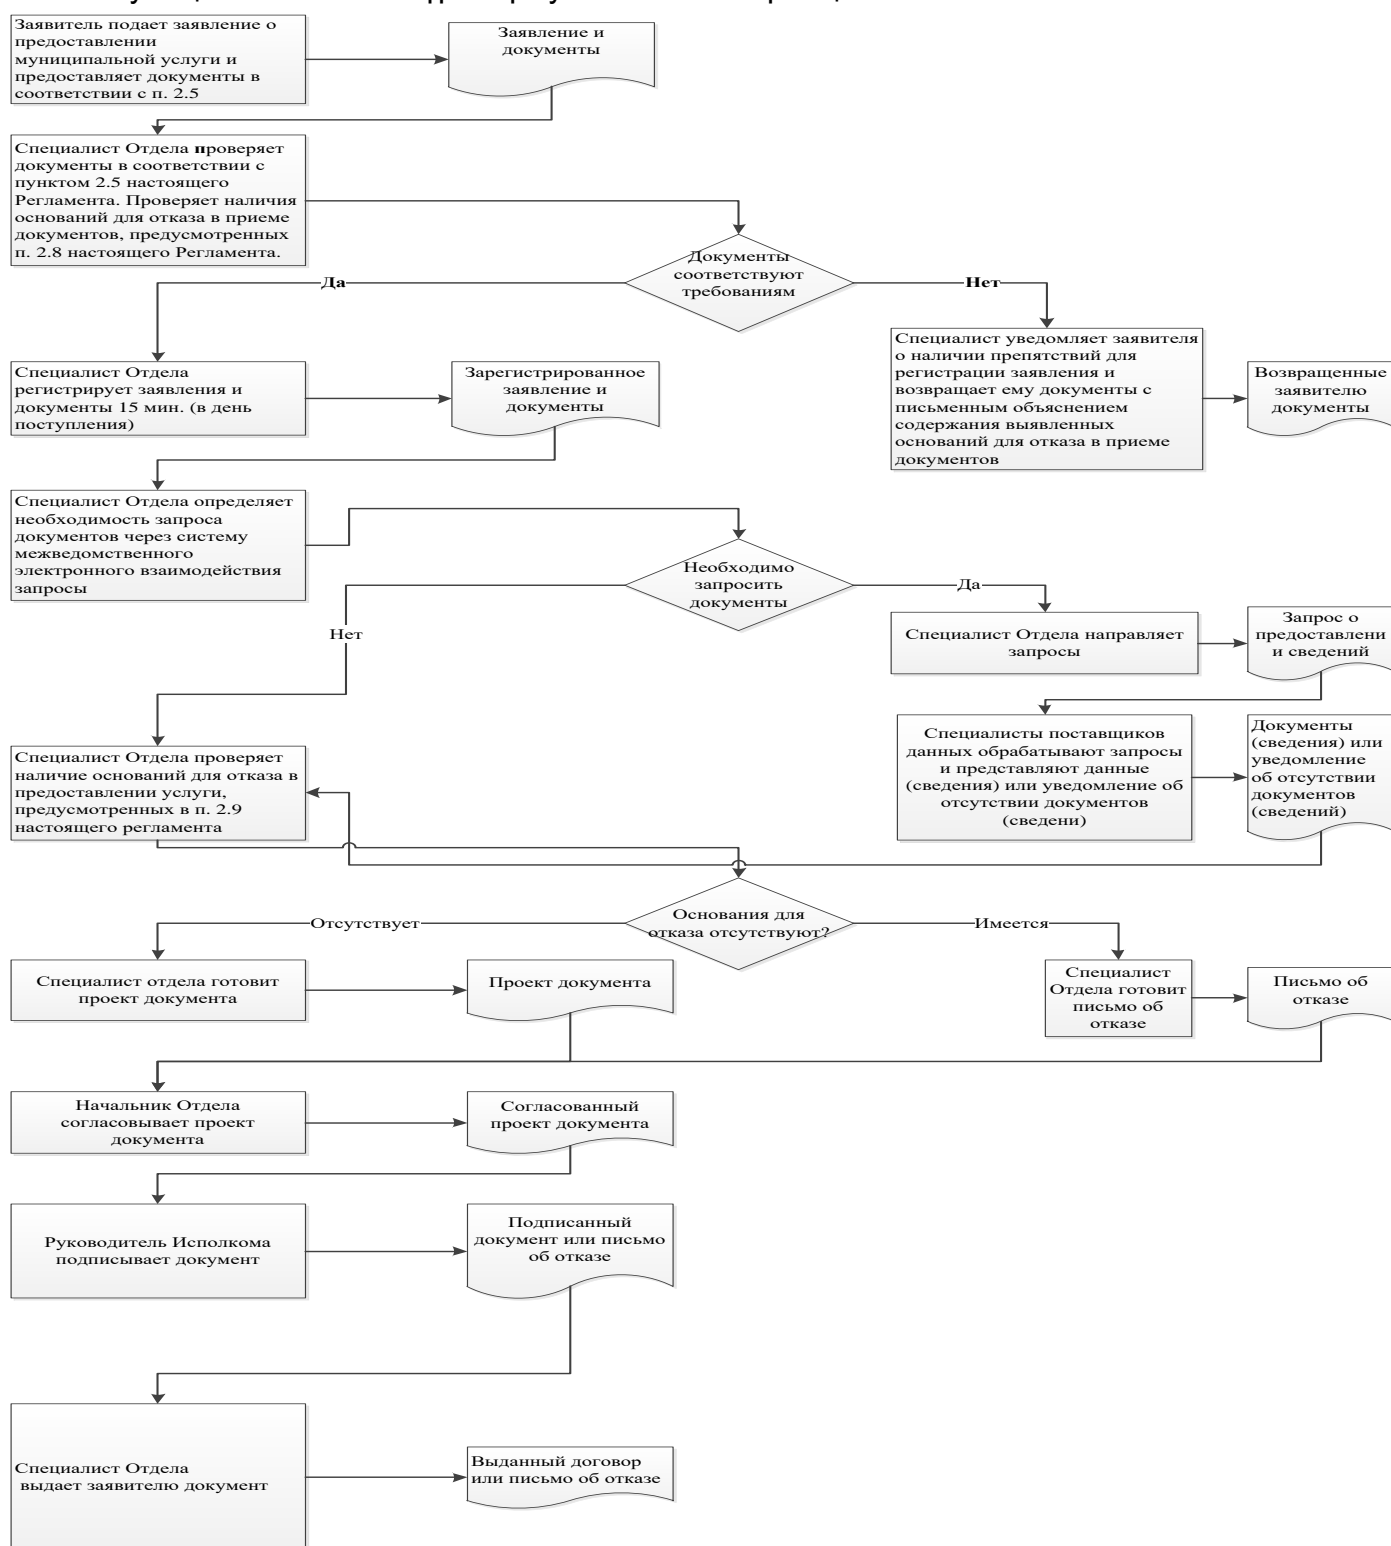 Заявитель подает заявление о
предоставлении
муниципальной услуги и
предоставляет документы в
соответствии с п. 2.5
Заявление и
документы
Специалист Отдела проверяет
документы в соответствии с
пунктом 2.5 настоящего
Регламента. Проверяет наличия
оснований для отказа в приеме
документов, предусмотренных
п. 2.8 настоящего Регламента.
Документы
соответствуют
требованиям
Да
Нет
Специалист Отдела
регистрирует заявления и
документы 15 мин. (в день
поступления)
Зарегистрированное
заявление и
документы
Специалист уведомляет заявителя
о наличии препятствий для
регистрации заявления и
возвращает ему документы с
письменным объяснением
содержания выявленных
оснований для отказа в приеме
документов
Возвращенные
заявителю
документы
Специалист Отдела определяет
необходимость запроса
документов через систему
межведомственного
электронного взаимодействия
запросы
Необходимо
запросить
документы
Да
Нет
Специалист Отдела направляет
запросы
Запрос о
предоставлени
и сведений
Специалисты поставщиков
данных обрабатывают запросы
и представляют данные
(сведения) или уведомление об
отсутствии документов
(сведени)
Документы
(сведения) или
уведомление
об отсутствии
документов
(сведений)
Специалист Отдела проверяет
наличие оснований для отказа в
предоставлении услуги,
предусмотренных в п. 2.9
настоящего регламента
Основания для
отказа отсутствуют?
Отсутствует
Имеется
Специалист отдела готовит
проект документа
Проект документа
Специалист
Отдела готовит
письмо об
отказе
Письмо об
отказе
Начальник Отдела
согласовывает проект
документа
Согласованный
проект документа
Руководитель Исполкома
подписывает документ
Подписанный
документ или письмо
об отказе
Специалист Отдела
выдает заявителю документ
Выданный договор
или письмо об отказе